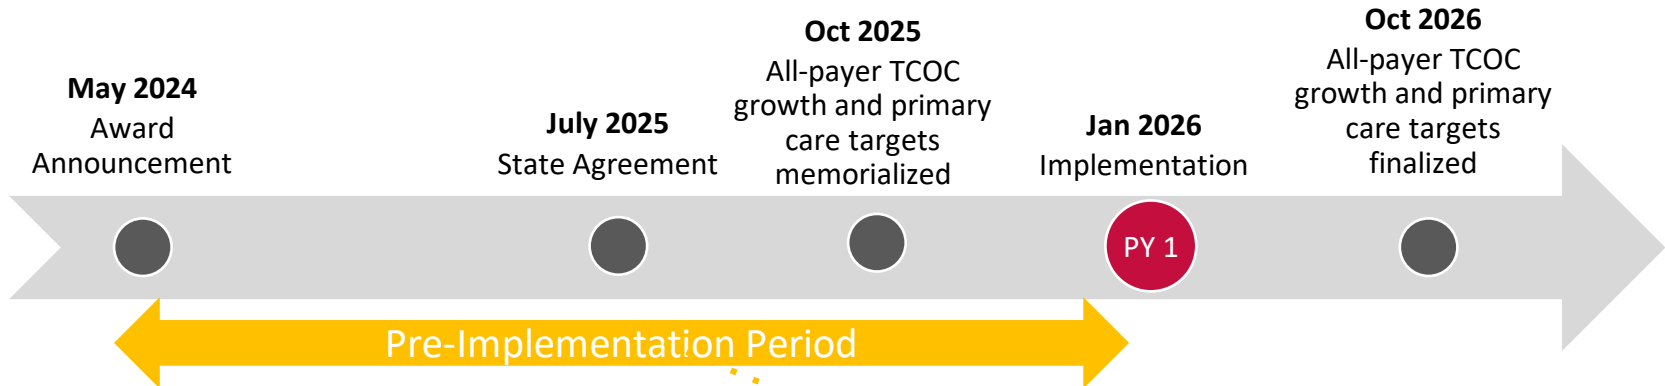 May 2024
Award
Announcement
July 2025
State Agreement
Oct 2025
All-payer TCOC
growth and primary
care targets
memorialized
Jan 2026
Implementation
Oct 2026
All-payer TCOC
growth and primary
care targets
finalized
PY 1
Pre-Implementation Period